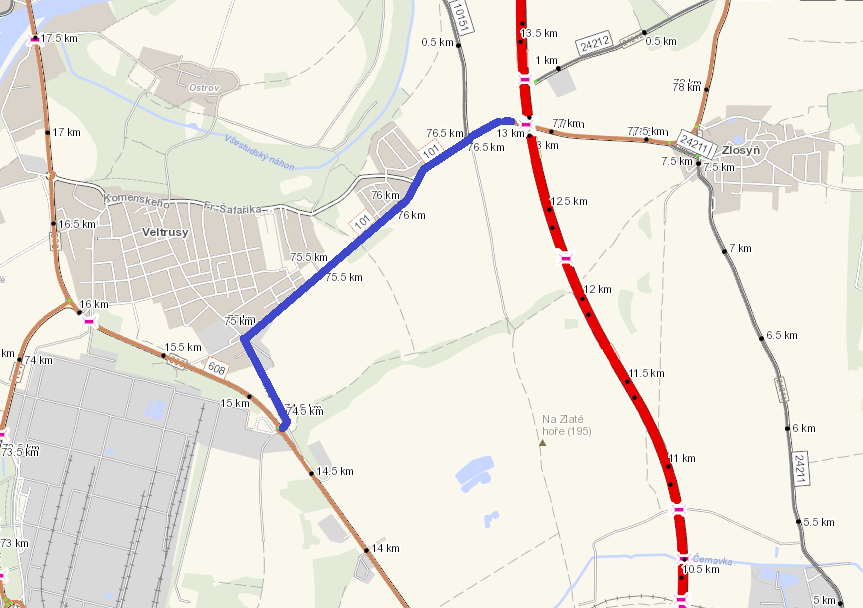 10151
13.5 km
17.5 km
0.5 km
24212
0.5 km
1 km
78 km
Ostrov
17 km
Všestudský náhon
76.5 km
76.5 km
13 km
3 km
77 km
77.5 km
24211
Zlosyň
7.5 km
7.5 km
101
Komenského
Fr. Šafaříka
76 km
76 km
12.5 km
16.5 km
Veltrusy
101
75.5 km
75.5 km
7 km
12 km
16 km
75 km
6.5 km
15.5 km
608
km
74 km
11.5 km
15 km
74.5 km
Na Zlaté
hoře (195)
6 km
73.5 km
14.5 km
11 km
24211
5.5 km
73 km
14 km
Černavka
10.5 km
5 km